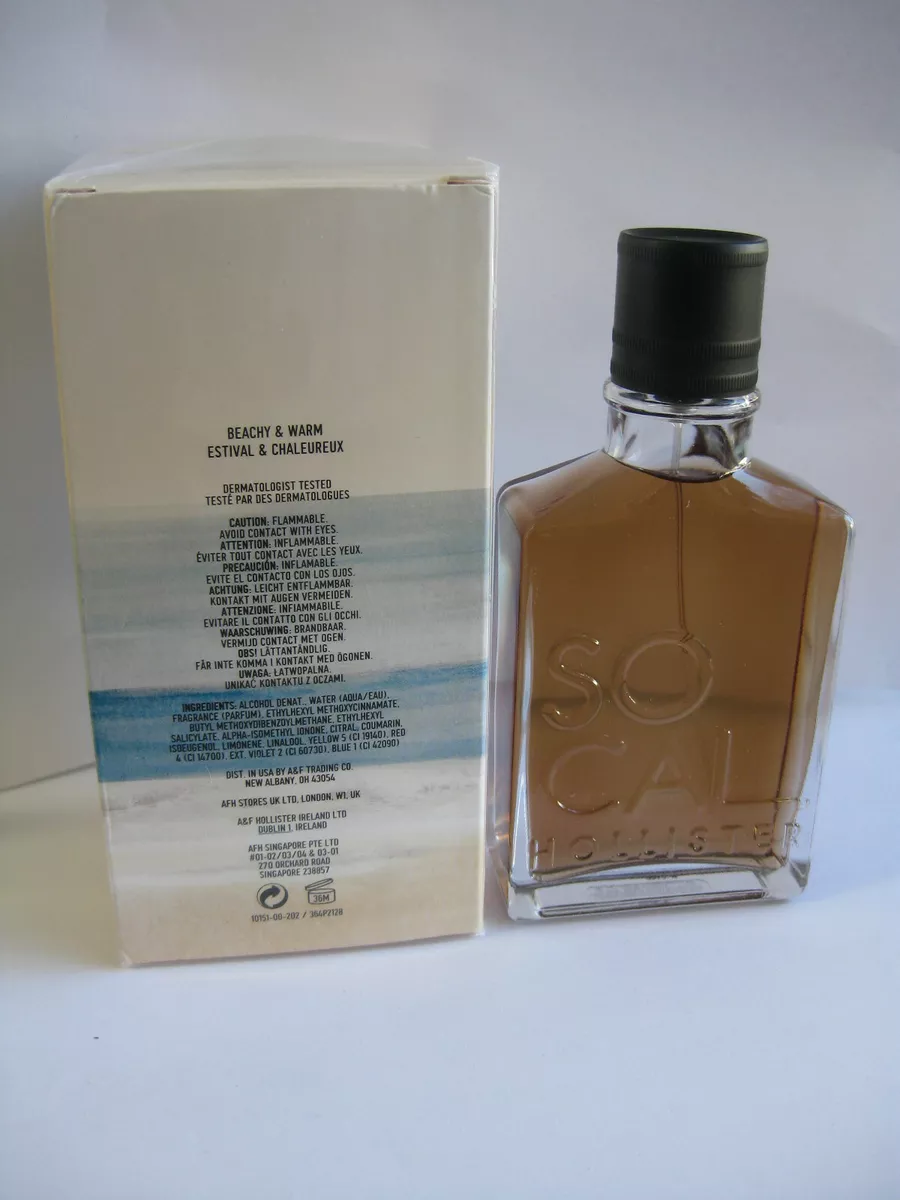 BEACHY & WARM
ESTIVAL & CHALEUREUX
DERMATOLOGIST TESTED
TESTÉ PAR DES DERMATOLOGUES
CAUTION: FLAMMABLE.
AVOID CONTACT WITH EYES.
ATTENTION: INFLAMMABLE.
ÉVITER TOUT CONTACT AVEC LES YEUX.
PRECAUCIÓN: INFLAMABLE.
EVITE EL CONTACTO CON LOS OJOS.
ACHTUNG: LEICHT ENTFLAMMBAR.
KONTAKT MIT AUGEN VERMEIDEN.
ATTENZIONE: INFIAMMABILE.
EVITARE IL CONTATTO CON GLI OCCHI.
WAARSCHUWING: BRANDBAAR.
VERMIJD CONTACT MET OGEN.
OBS! LÄTTANTÄNDLIG.
FÅR INTE KOMMA I KONTAKT MED ÖGONEN.
UWAGA: ŁATWOPALNA.
UNIKAĆ KONTAKTU Z OCZAMI.
INGREDIENTS: ALCOHOL DENAT., WATER (AQUA/EAU),
FRAGRANCE (PARFUM), ETHYLHEXYL METHOXYCINNAMATE,
BUTYL METHOXYDIBENZOYLMETHANE, ETHYLHEXYL
SALICYLATE, ALPHA-ISOMETHYL IONONE, CITRAL, COUMARIN,
ISOEUGENOL, LIMONENE, LINALOOL, YELLOW 5 (CI 19140), RED
4 (CI 14700), EXT. VIOLET 2 (CI 60730), BLUE 1 (CI 42090)
DIST. IN USA BY A&F TRADING CO.
NEW ALBANY, OH 43054
AFH STORES UK LTD, LONDON, W1, UK
A&F HOLLISTER IRELAND LTD
DUBLIN 1, IRELAND
AFH SINGAPORE PTE LTD
#01-02/03/04 & 03-01
270 ORCHARD ROAD
SINGAPORE 238857
36M
10151-00-202 / 364P2128
SO
CAL
HOLLISTER